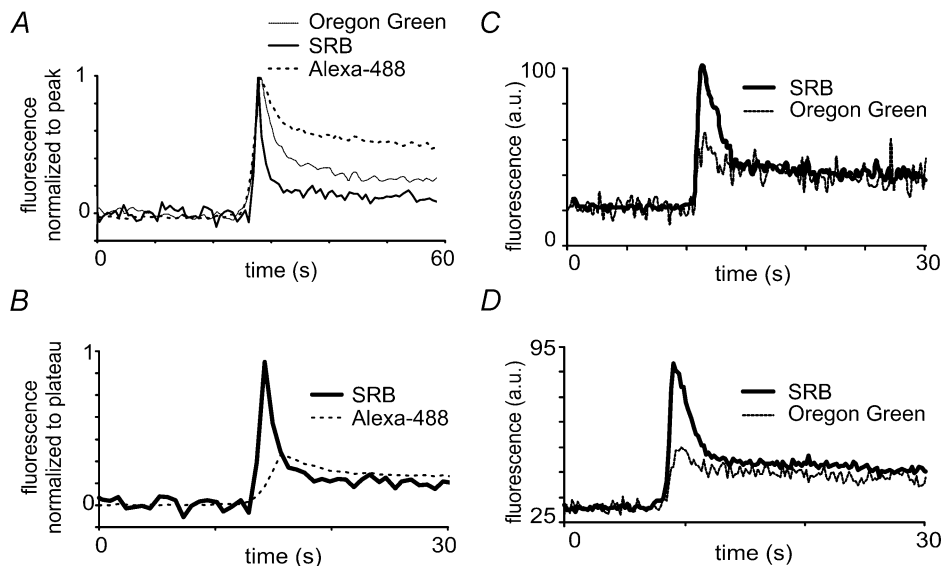 A
Oregon Green
SRB
Alexa-488
fluorescence
normalized to peak
1
0
0
60
time (s)
B
fluorescence
normalized to plateau
1
0
SRB
Alexa-488
0
30
time (s)
C
fluorescence (a.u.)
100
0
SRB
Oregon Green
0
30
time (s)
D
fluorescence (a.u.)
95
25
SRB
Oregon Green
0
30
time (s)